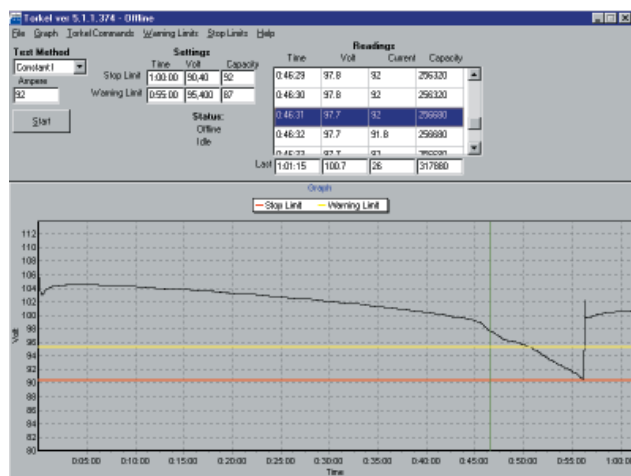 Torkel ver 5.1.1.374 - Offline
File Graph Torkel Commands Warning Limits Stop Limits Help
Test Method
Constant I
Ampere
92
Start
Settings
Time Volt Capacity
Stop Limit 1:00:00 90,40 92
Warning Limit 0:55:00 95,400 87
Status:
Offline
Idle
Readings
Time Volt Current Capacity
0:46:29 97.8 92 256320
0:46:30 97.8 92 256320
0:46:31 97.7 92 256680
0:46:32 97.7 91.8 256680
Last 1:01:15 100.7 26 317880
Graph
Stop Limit Warning Limit
Volt
112
110
108
106
104
102
100
98
96
94
92
90
88
86
84
82
80
0:05:00 0:10:00 0:15:00 0:20:00 0:25:00 0:30:00 0:35:00 0:40:00 0:45:00 0:50:00 0:55:00 1:00:00
Time